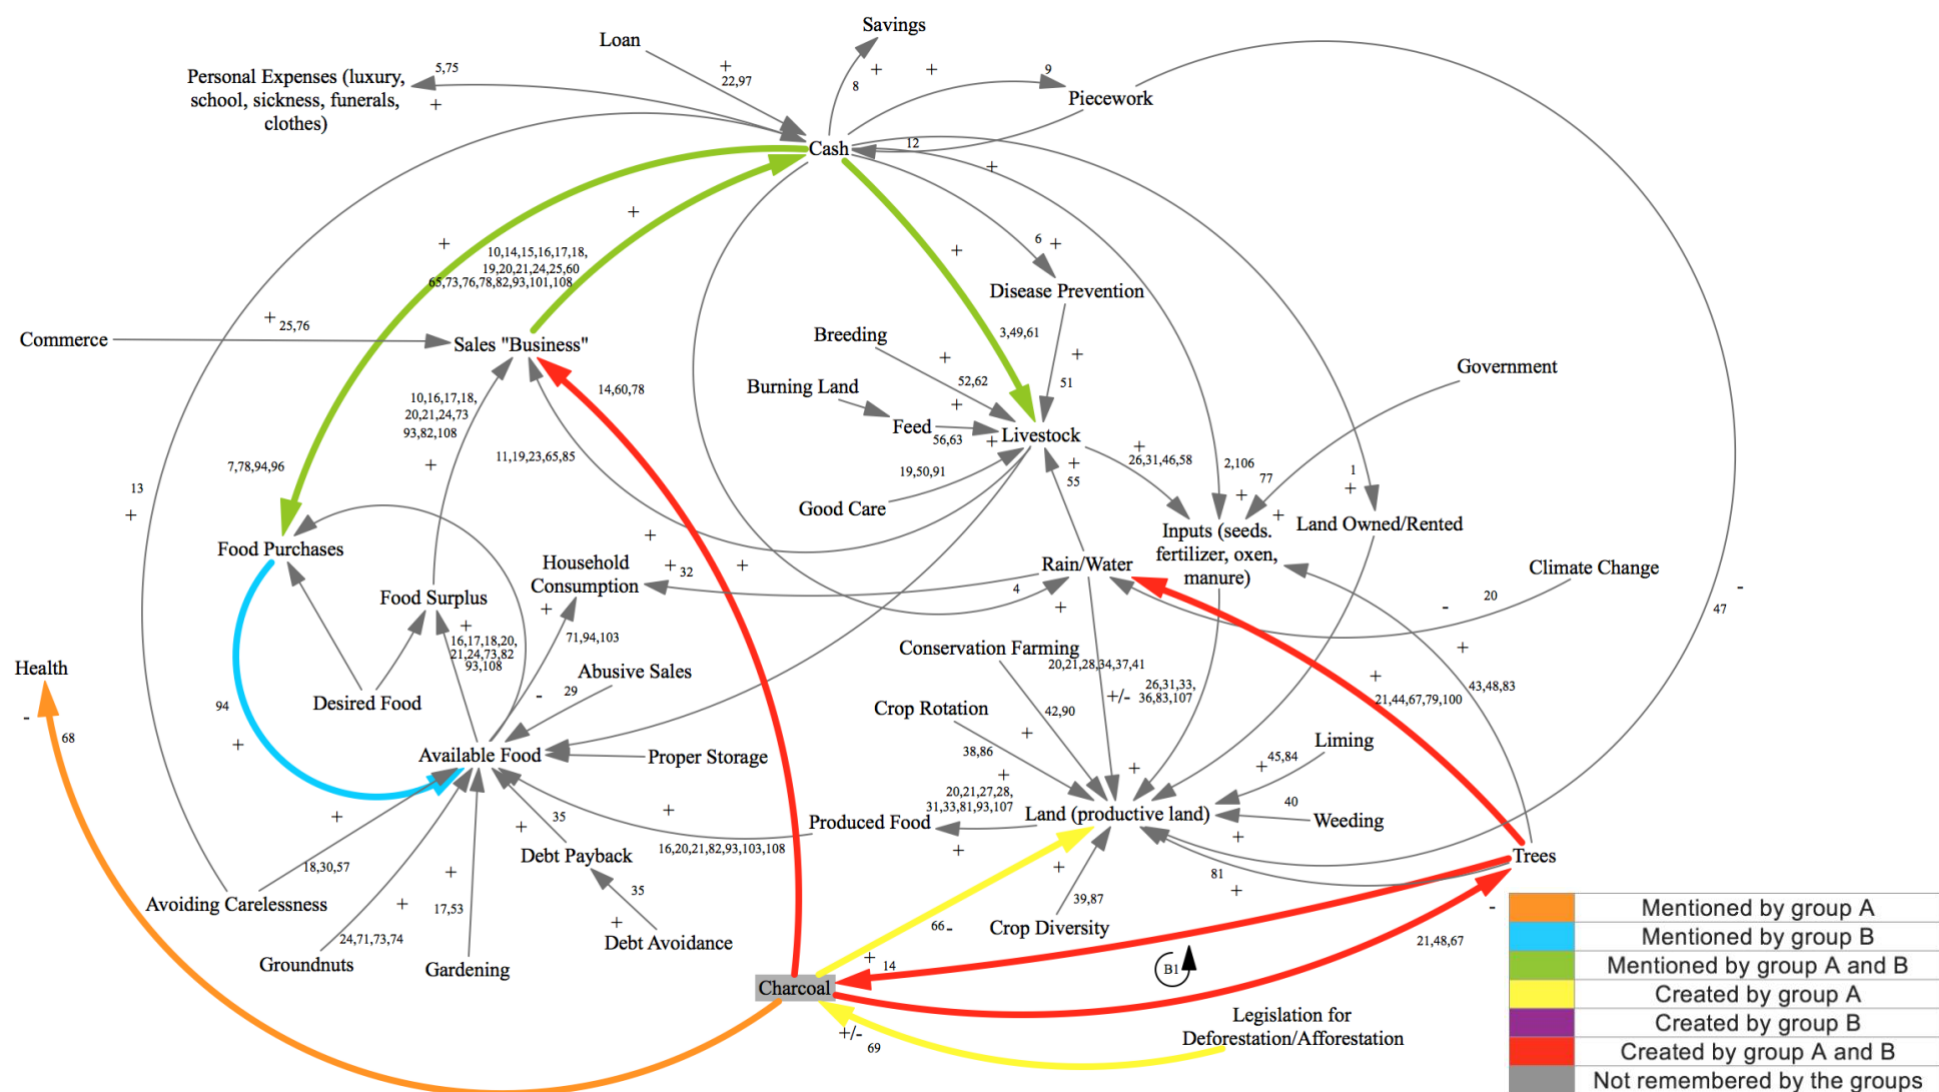 Savings
Loan
+
22,97
+
+
8
9
Piecework
Personal Expenses (luxury,
school, sickness, funerals,
clothes)
5,75
+
Cash
12
+
+
+
10,14,15,16,17,18,
19,20,21,24,25,60
65,73,76,78,82,93,101,108
+
6
+
Disease Prevention
Commerce
+
25,76
Sales "Business"
Breeding
3,49,61
+
+
52,62
51
14,60,78
Burning Land
+
Feed
56,63
+
Livestock
Government
10,16,17,18,
20,21,24,73
93,82,108
+
11,19,23,65,85
19,50,91
Good Care
+
55
+
26,31,46,58
2,106
+
77
+
1
+
7,78,94,96
13
+
Food Purchases
Household
Consumption
+
+
32
+
Rain/Water
Inputs (seeds.
fertilizer, oxen,
manure)
Land Owned/Rented
Climate Change
20
-
-
47
4
+
Food Surplus
+
16,17,18,20,
21,24,73,82
93,108
+
71,94,103
Health
-
68
Desired Food
-
29
Abusive Sales
Conservation Farming
20,21,28,34,37,41
+/-
26,31,33,
36,83,107
+
21,44,67,79,100
+
43,48,83
94
+
Crop Rotation
42,90
38,86
+
+
Available Food
Proper Storage
Liming
+
45,84
+
20,21,27,28,
31,33,81,93,107
40
Weeding
+
35
+
+
Produced Food
+
Land (productive land)
+
16,20,21,82,93,103,108
Debt Payback
Trees
18,30,57
+
35
+
+
39,87
81
+
Avoiding Carelessness
+
17,53
24,71,73,74
Debt Avoidance
66
-
Crop Diversity
-
21,48,67
Groundnuts
Gardening
+
14
B1
Charcoal
+/-
69
Legislation for
Deforestation/Afforestation
Mentioned by group A
Mentioned by group B
Mentioned by group A and B
Created by group A
Created by group B
Created by group A and B
Not remembered by the groups